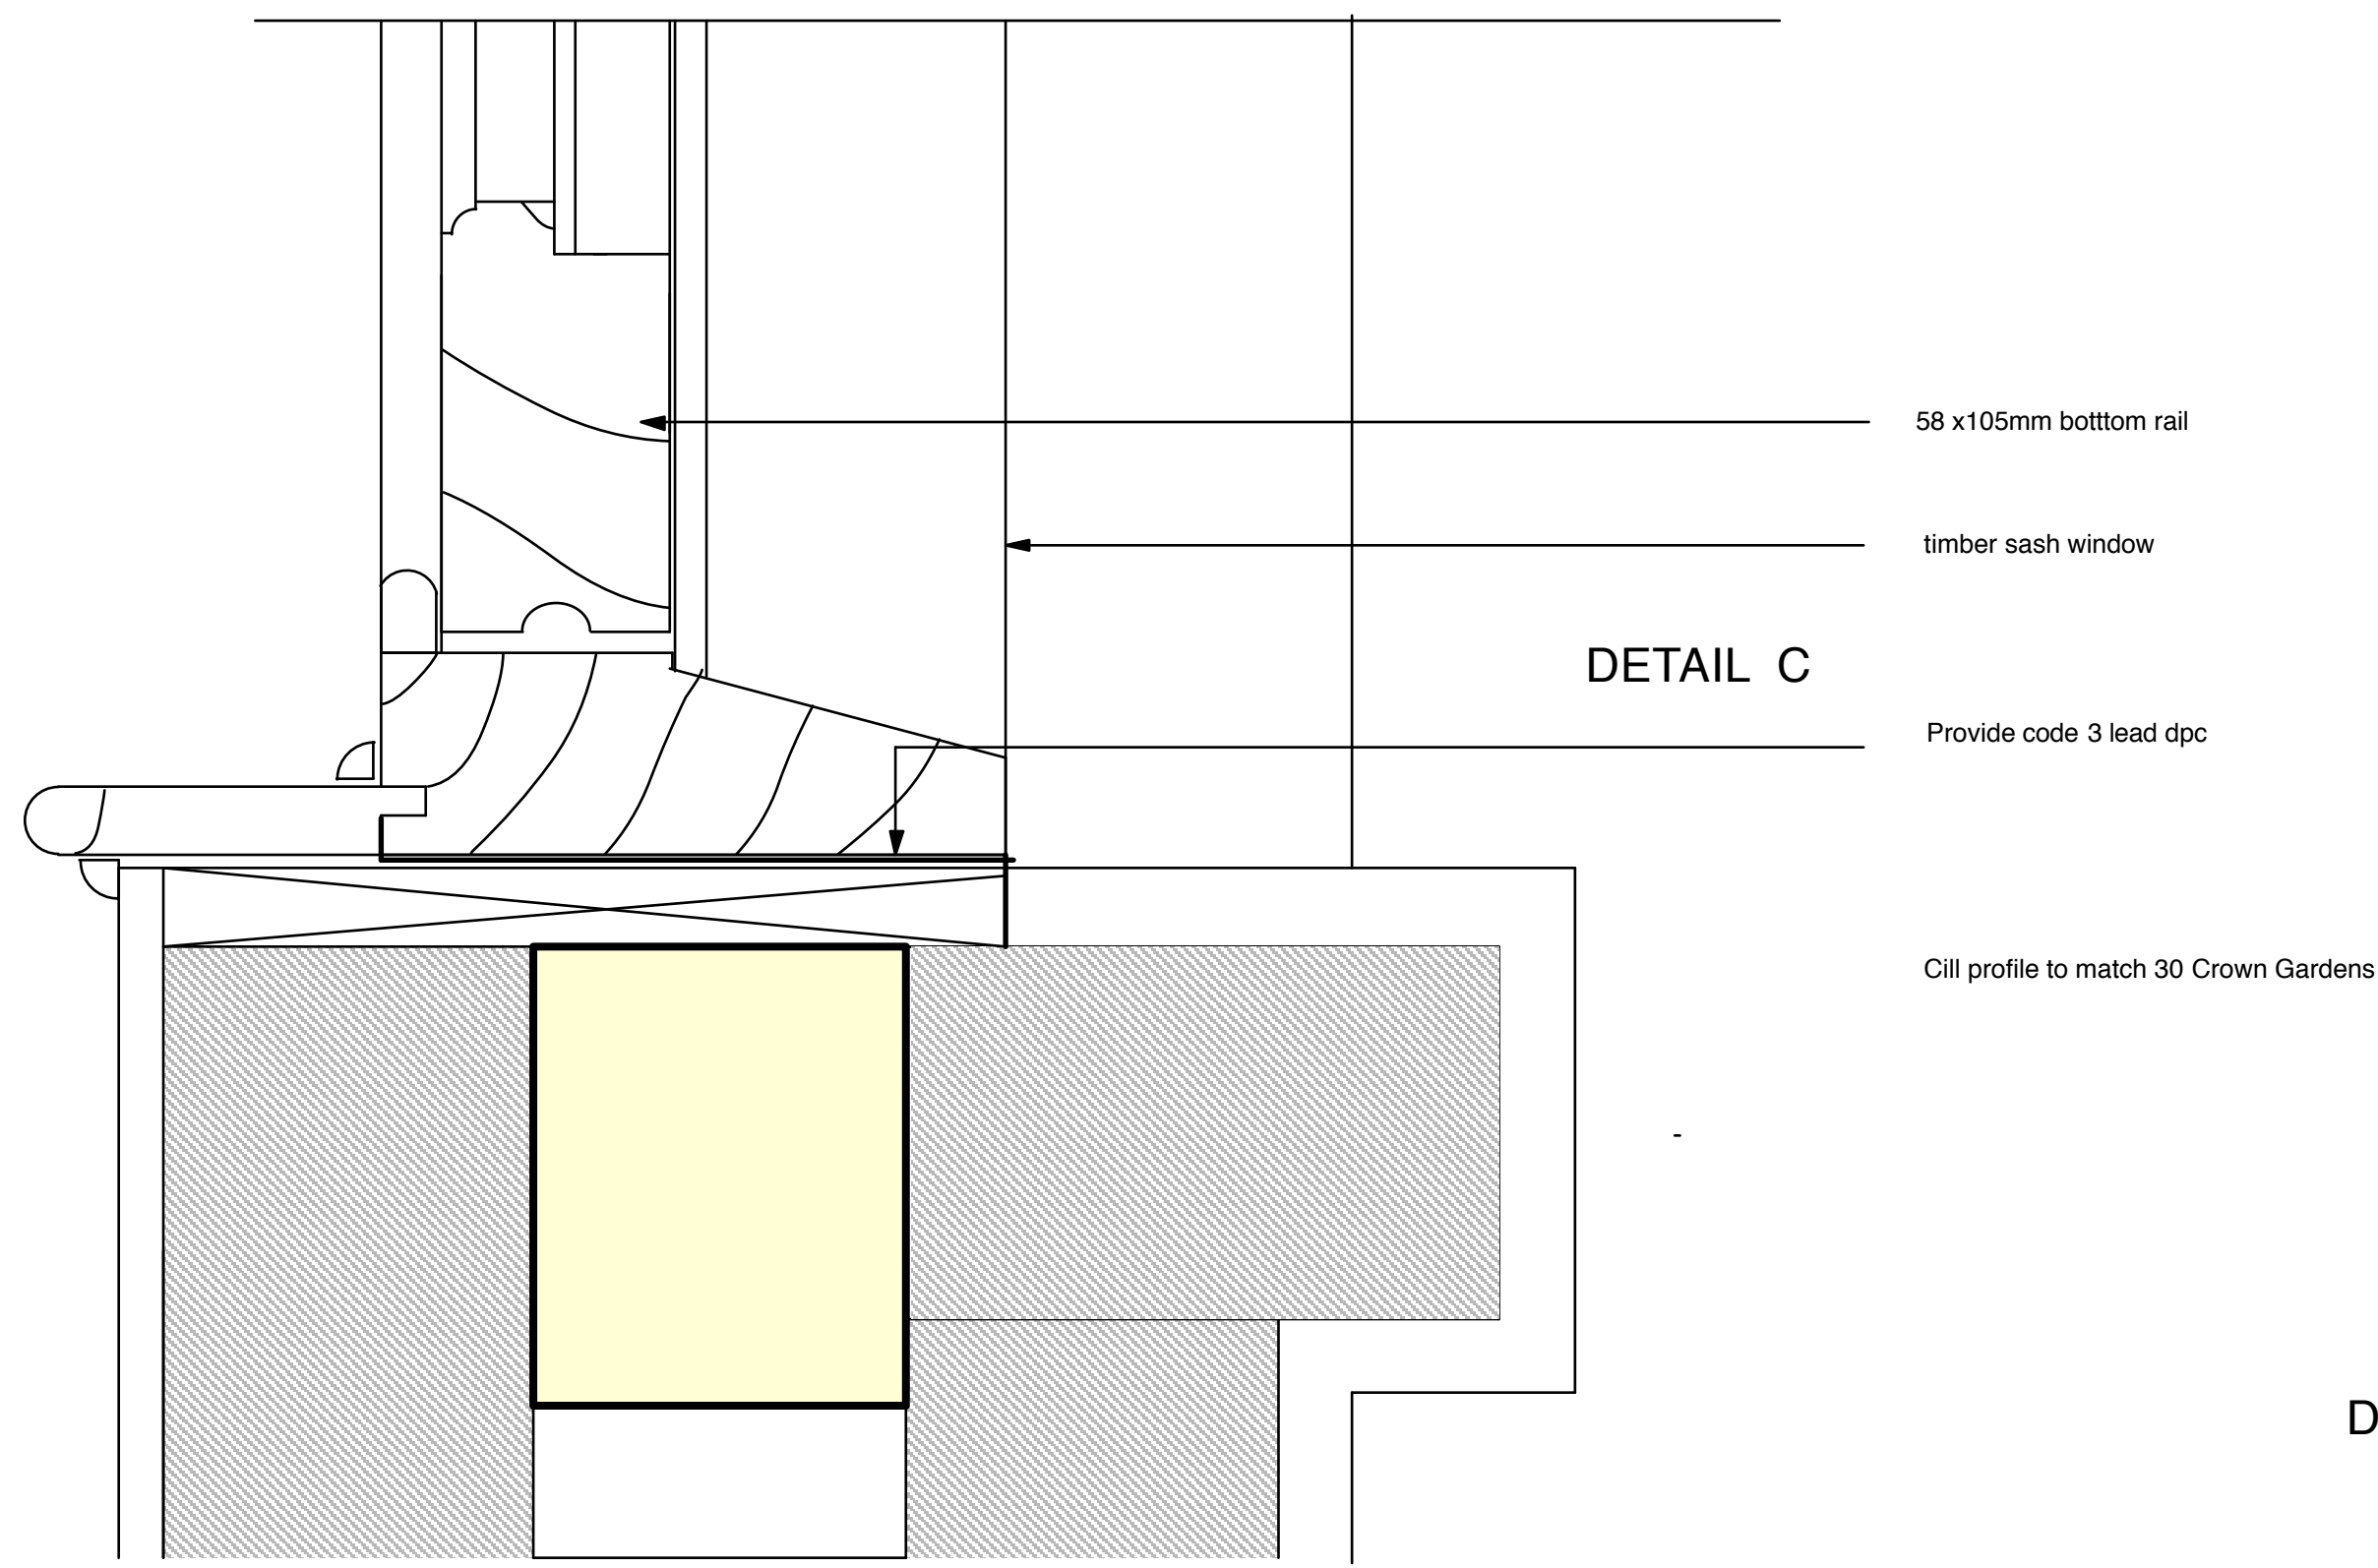 58 x105mm botttom rail
timber sash window
DETAIL C
Provide code 3 lead dpc
Cill profile to match 30 Crown Gardens
-
D